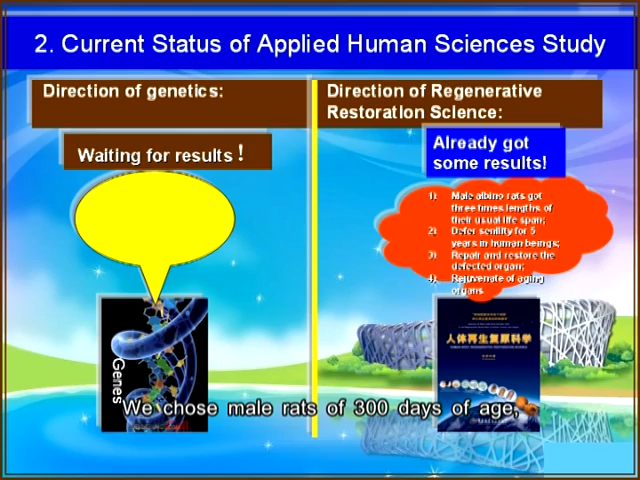 2. Current Status of Applied Human Sciences Study
Direction of genetics:
Waiting for results !
Direction of Regenerative
Restoration Science:
Already got
some results!
1): Male albino rats got
three times lengths of
their usual life span;
2): Defer senility for 5
years in human beings;
3): Repair and restore the
defected organ;
4): Rejuvenate of aging
organs
Genes
人体再生复原科学
We chose male rats of 300 days of age,